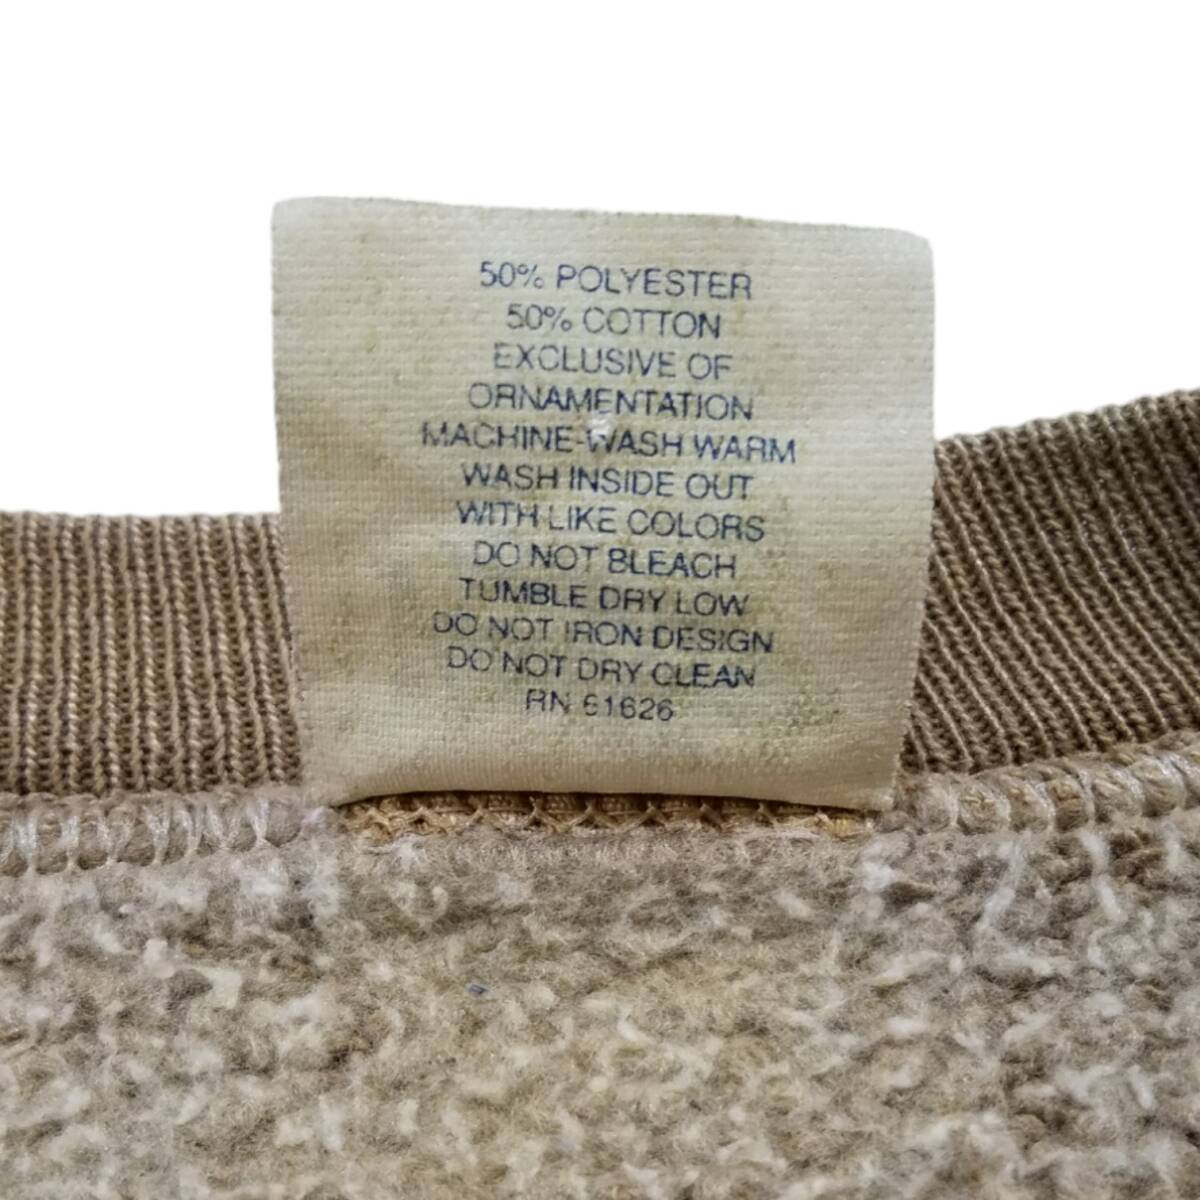 50% POLYESTER
50% COTTON
EXCLUSIVE OF
ORNAMENTATION
MACHINE-WASH WARM
WASH INSIDE OUT
WITH LIKE COLORS
DO NOT BLEACH
TUMBLE DRY LOW
DO NOT IRON DESIGN
DO NOT DRY CLEAN
RN